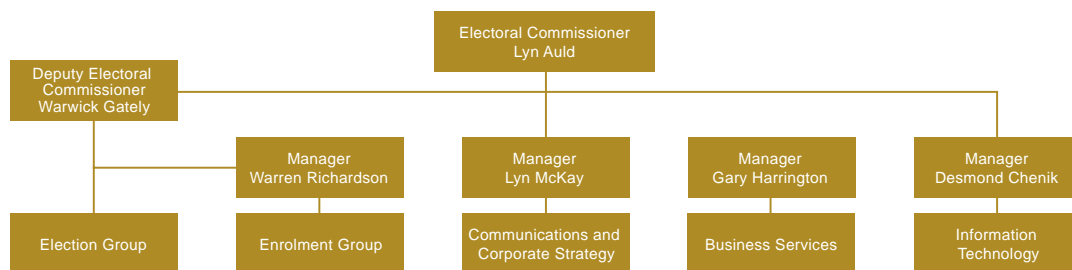 Electoral Commissioner
Lyn Auld
Deputy Electoral
Commissioner
Warwick Gately
Manager
Warren Richardson
Manager
Lyn McKay
Manager
Gary Harrington
Manager
Desmond Chenik
Election Group
Enrolment Group
Communications and
Corporate Strategy
Business Services
Information
Technology